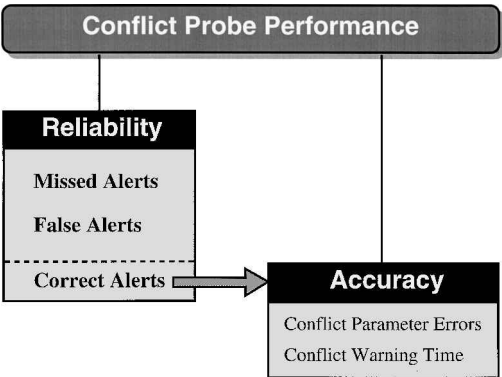 Conflict Probe Performance
Reliability
Missed Alerts
False Alerts
Correct Alerts
Accuracy
Conflict Parameter Errors
Conflict Warning Time